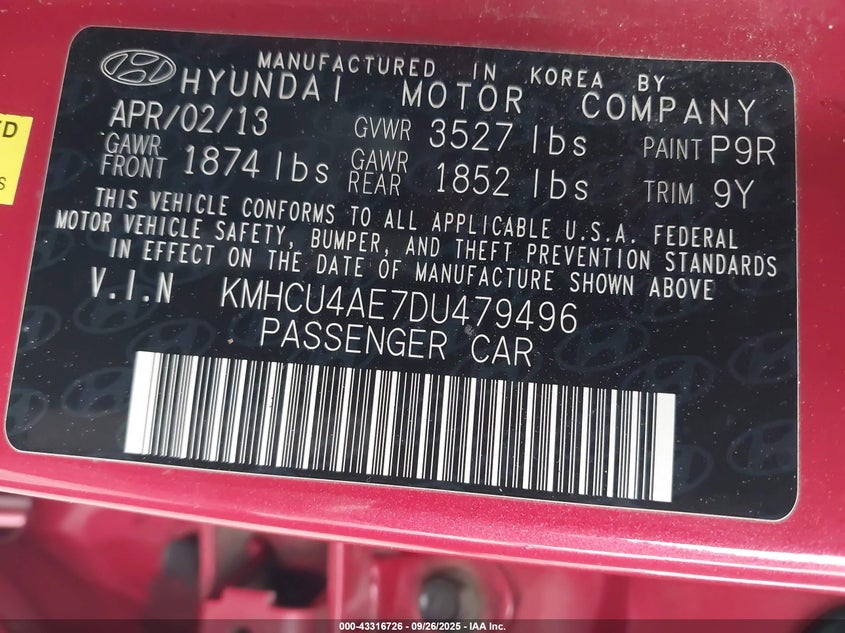 MANUFACTURED IN KOREA BY
HYUNDAI MOTOR COMPANY
APR/02/13 GVWR 3527 lbs PAINT P9R
GAWR FRONT 1874 lbs GAWR REAR 1852 lbs TRIM 9Y
THIS VEHICLE CONFORMS TO ALL APPLICABLE U.S.A. FEDERAL
MOTOR VEHICLE SAFETY, BUMPER, AND THEFT PREVENTION STANDARDS
IN EFFECT ON THE DATE OF MANUFACTURE SHOWN ABOVE
V.I.N KMHCU4AE7DU479496
PASSENGER CAR
000-43316726 - 09/26/2025 - IAA Inc.